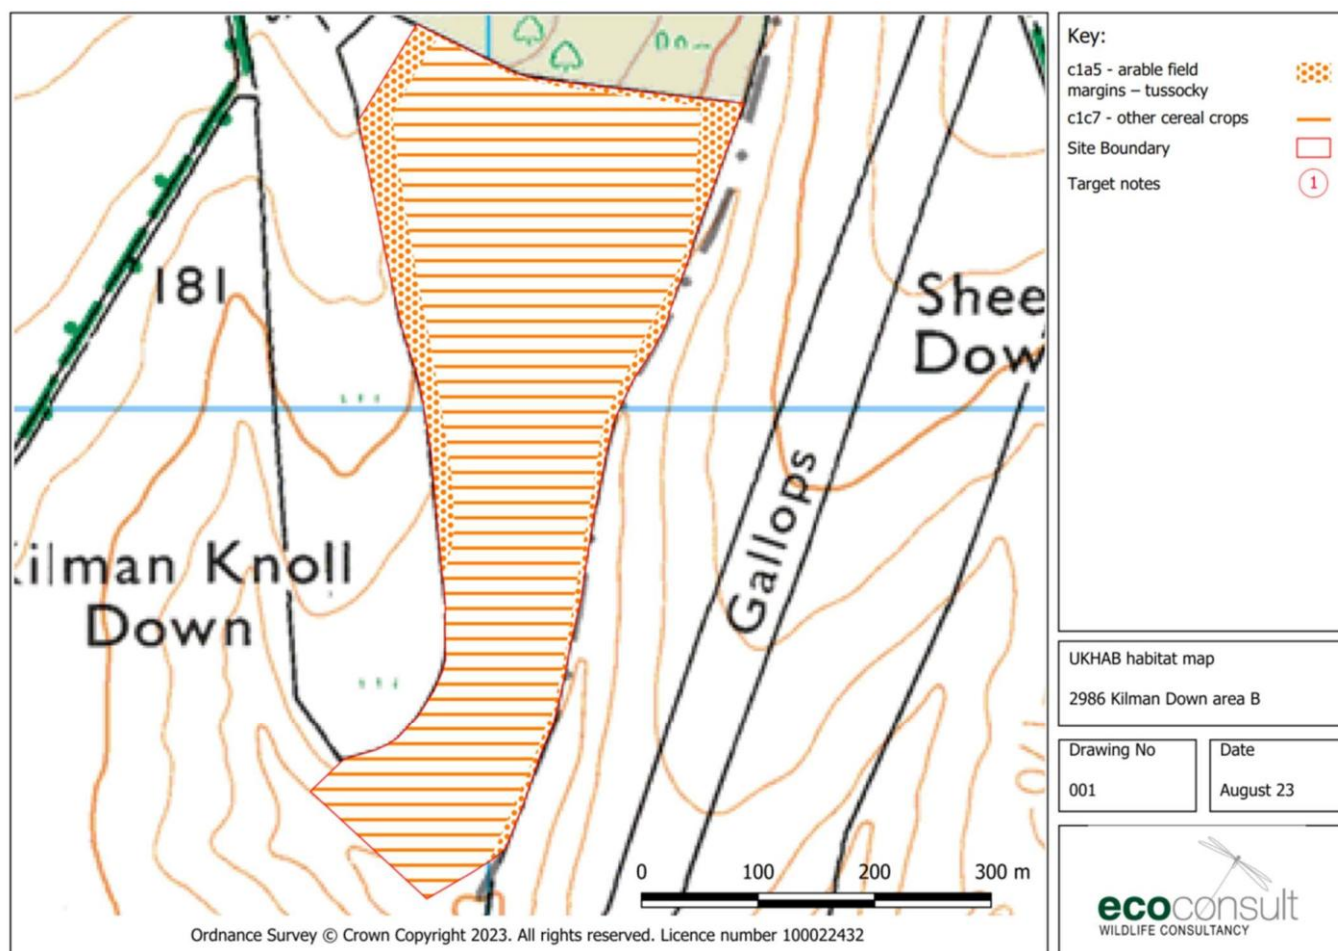 181
Shee
Dow
Gallops
ilman Knoll
Down
0 100 200 300 m
Ordnance Survey © Crown Copyright 2023. All rights reserved. Licence number 100022432
Key:
c1a5 - arable field
margins – tussocky
c1c7 - other cereal crops
Site Boundary
Target notes
1
UKHAB habitat map
2986 Kilman Down area B
Drawing No
001
Date
August 23
ecoconsult
WILDLIFE CONSULTANCY